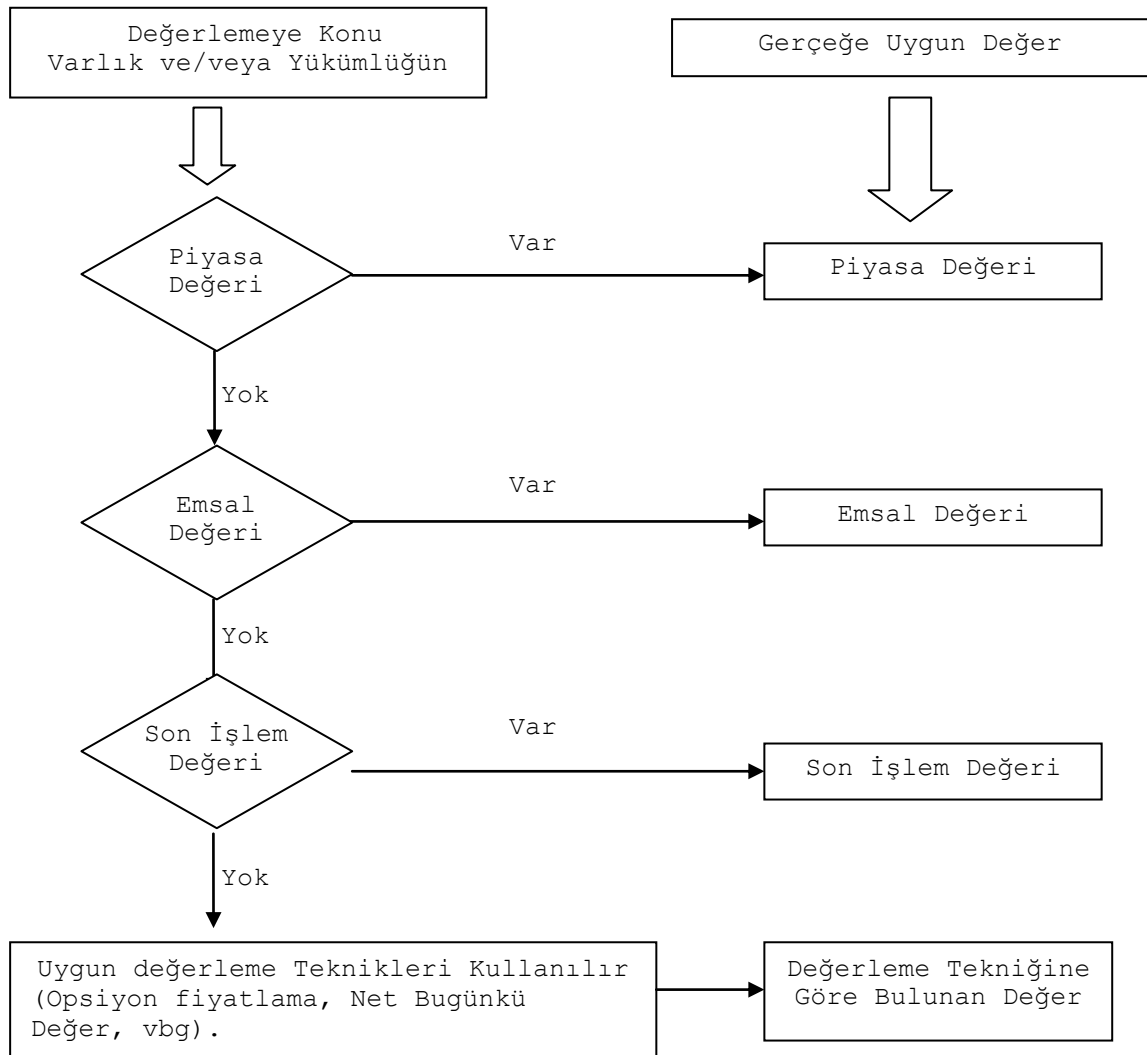 Değerlemeye Konu
Varlık ve/veya Yükümlüğün
Gerçeğe Uygun Değer
Piyasa
Değeri
Var
Piyasa Değeri
Yok
Emsal
Değeri
Var
Emsal Değeri
Yok
Son İşlem
Değeri
Var
Son İşlem Değeri
Yok
Uygun değerleme Teknikleri Kullanılır
(Opsiyon fiyatlama, Net Bugünkü
Değer, vbg).
Değerleme Tekniğine
Göre Bulunan Değer